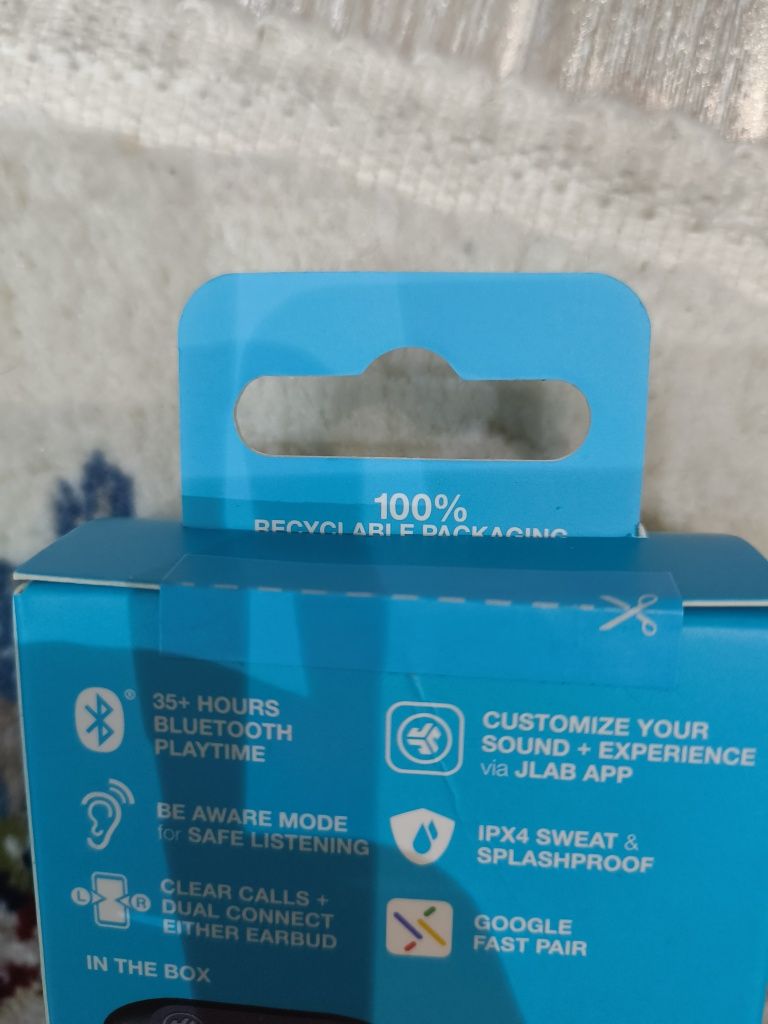 100%
RECYCLABLE PACKAGING
35+ HOURS
BLUETOOTH
PLAYTIME
CUSTOMIZE YOUR
SOUND + EXPERIENCE
via JLAB APP
BE AWARE MODE
for SAFE LISTENING
IPX4 SWEAT &
SPLASHPROOF
L R
CLEAR CALLS +
DUAL CONNECT
EITHER EARBUD
GOOGLE
FAST PAIR
IN THE BOX